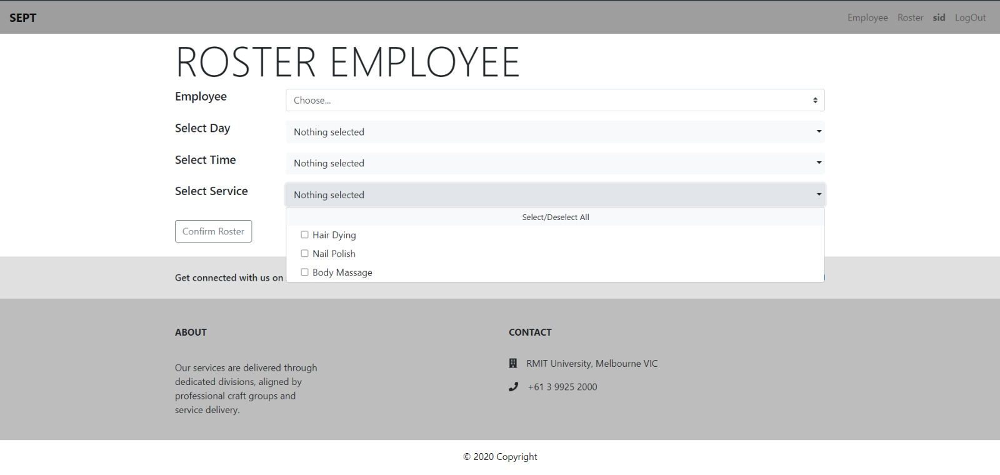 SEPT
Employee Roster sid LogOut
ROSTER EMPLOYEE
Employee
Choose...
Select Day
Nothing selected
Select Time
Nothing selected
Select Service
Nothing selected
Select/Deselect All
Hair Dying
Nail Polish
Body Massage
Confirm Roster
Get connected with us on
ABOUT
Our services are delivered through
dedicated divisions, aligned by
professional craft groups and
service delivery.
CONTACT
RMIT University, Melbourne VIC
+61 3 9925 2000
© 2020 Copyright